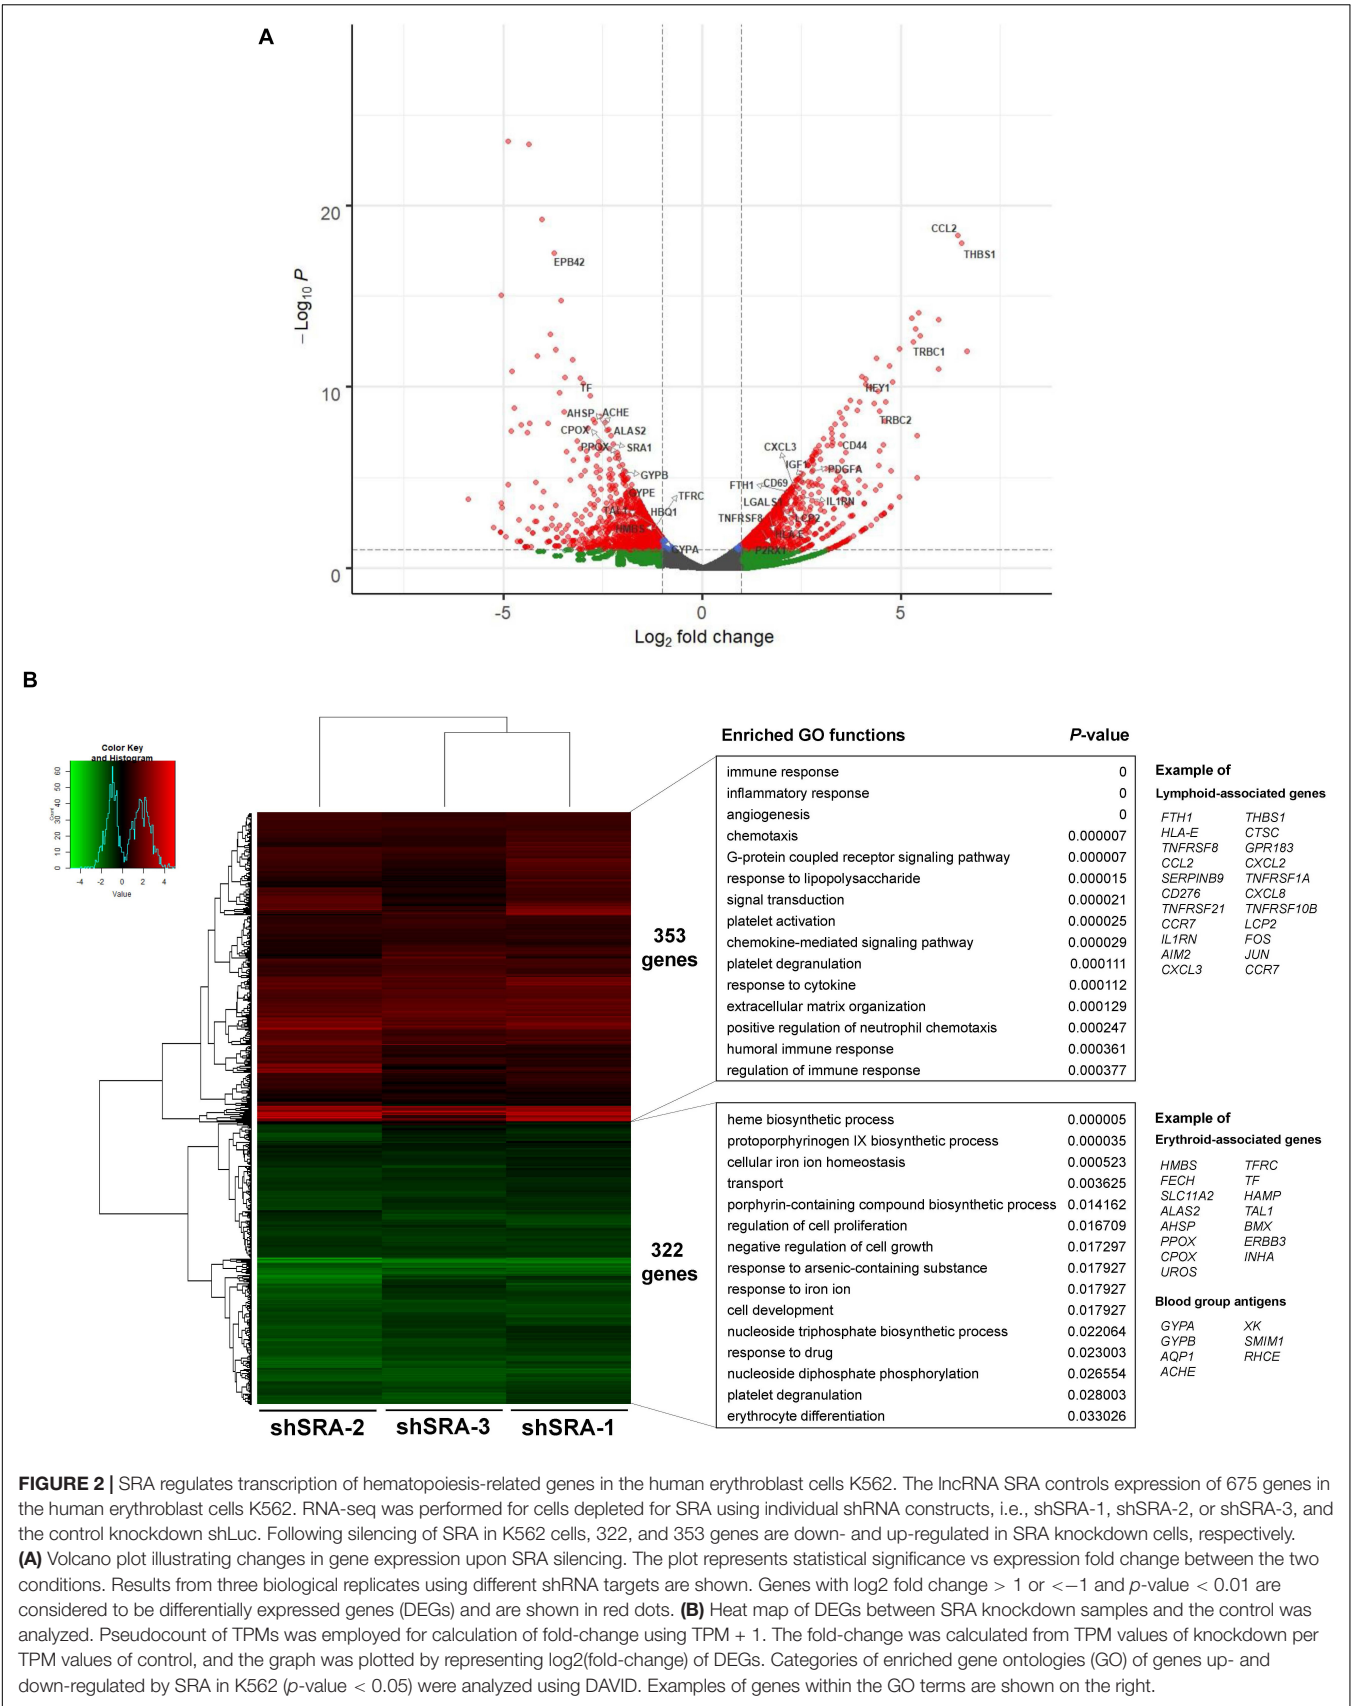 A
20
10
0
-5
0
5
– Log10 P
Log2 fold change
CCL2
THBS1
EPB42
TRBC1
TF
HEY1
AHSP
ACHE
TRBC2
CPOX
ALAS2
PPOX
SRA1
CXCL3
CD44
IGF1
PDGFA
GYPB
FTH1
CD69
GYPE
TFRC
LGALS1
IL1RN
TAL1
HBQ1
TNFRSF8
LCP2
HMBS
HLA-E
GYPA
P2RX1
B
Color Key
and Histogram
Count
0 10 20 30 40 50 60
-4 -2 0 2 4
Value
353
genes
322
genes
shSRA-2 shSRA-3 shSRA-1
Enriched GO functions P-value
immune response 0
inflammatory response 0
angiogenesis 0
chemotaxis 0.000007
G-protein coupled receptor signaling pathway 0.000007
response to lipopolysaccharide 0.000015
signal transduction 0.000021
platelet activation 0.000025
chemokine-mediated signaling pathway 0.000029
platelet degranulation 0.000111
response to cytokine 0.000112
extracellular matrix organization 0.000129
positive regulation of neutrophil chemotaxis 0.000247
humoral immune response 0.000361
regulation of immune response 0.000377
Example of
Lymphoid-associated genes
FTH1 THBS1
HLA-E CTSC
TNFRSF8 GPR183
CCL2 CXCL2
SERPINB9 TNFRSF1A
CD276 CXCL8
TNFRSF21 TNFRSF10B
CCR7 LCP2
IL1RN FOS
AIM2 JUN
CXCL3 CCR7
heme biosynthetic process 0.000005
protoporphyrinogen IX biosynthetic process 0.000035
cellular iron ion homeostasis 0.000523
transport 0.003625
porphyrin-containing compound biosynthetic process 0.014162
regulation of cell proliferation 0.016709
negative regulation of cell growth 0.017297
response to arsenic-containing substance 0.017927
response to iron ion 0.017927
cell development 0.017927
nucleoside triphosphate biosynthetic process 0.022064
response to drug 0.023003
nucleoside diphosphate phosphorylation 0.026554
platelet degranulation 0.028003
erythrocyte differentiation 0.033026
Example of
Erythroid-associated genes
HMBS TFRC
FECH TF
SLC11A2 HAMP
ALAS2 TAL1
AHSP BMX
PPOX ERBB3
CPOX INHA
UROS
Blood group antigens
GYPA XK
GYPB SMIM1
AQP1 RHCE
ACHE
FIGURE 2 | SRA regulates transcription of hematopoiesis-related genes in the human erythroblast cells K562. The lncRNA SRA controls expression of 675 genes in
the human erythroblast cells K562. RNA-seq was performed for cells depleted for SRA using individual shRNA constructs, i.e., shSRA-1, shSRA-2, or shSRA-3, and
the control knockdown shLuc. Following silencing of SRA in K562 cells, 322, and 353 genes are down- and up-regulated in SRA knockdown cells, respectively.
(A) Volcano plot illustrating changes in gene expression upon SRA silencing. The plot represents statistical significance vs expression fold change between the two
conditions. Results from three biological replicates using different shRNA targets are shown. Genes with log2 fold change > 1 or <−1 and p-value < 0.01 are
considered to be differentially expressed genes (DEGs) and are shown in red dots. (B) Heat map of DEGs between SRA knockdown samples and the control was
analyzed. Pseudocount of TPMs was employed for calculation of fold-change using TPM + 1. The fold-change was calculated from TPM values of knockdown per
TPM values of control, and the graph was plotted by representing log2(fold-change) of DEGs. Categories of enriched gene ontologies (GO) of genes up- and
down-regulated by SRA in K562 (p-value < 0.05) were analyzed using DAVID. Examples of genes within the GO terms are shown on the right.